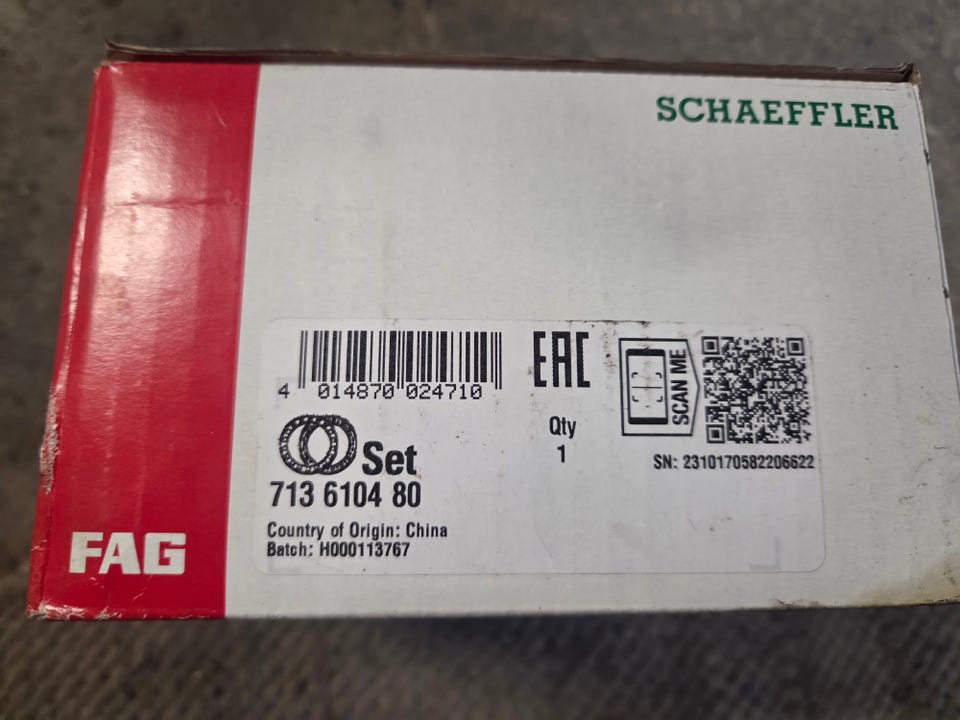 SCHAEFFLER
4 014870 024710
EAC
SCAN ME
Set
Qty
1
713 6104 80
SN: 2310170582206622
Country of Origin: China
Batch: H000113767
FAG